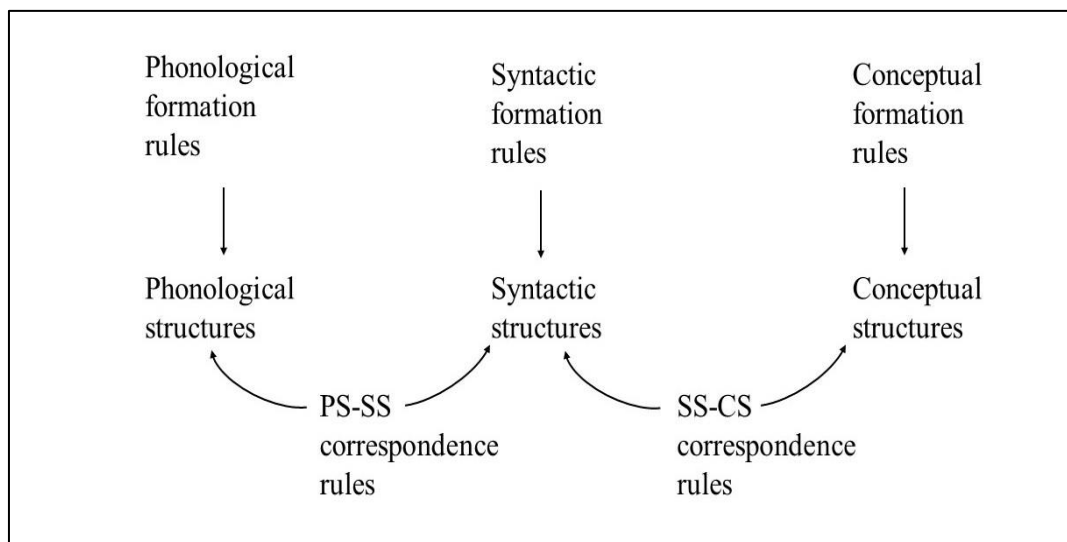 Phonological
formation
rules
Syntactic
formation
rules
Conceptual
formation
rules
Phonological
structures
Syntactic
structures
Conceptual
structures
PS-SS
correspondence
rules
SS-CS
correspondence
rules